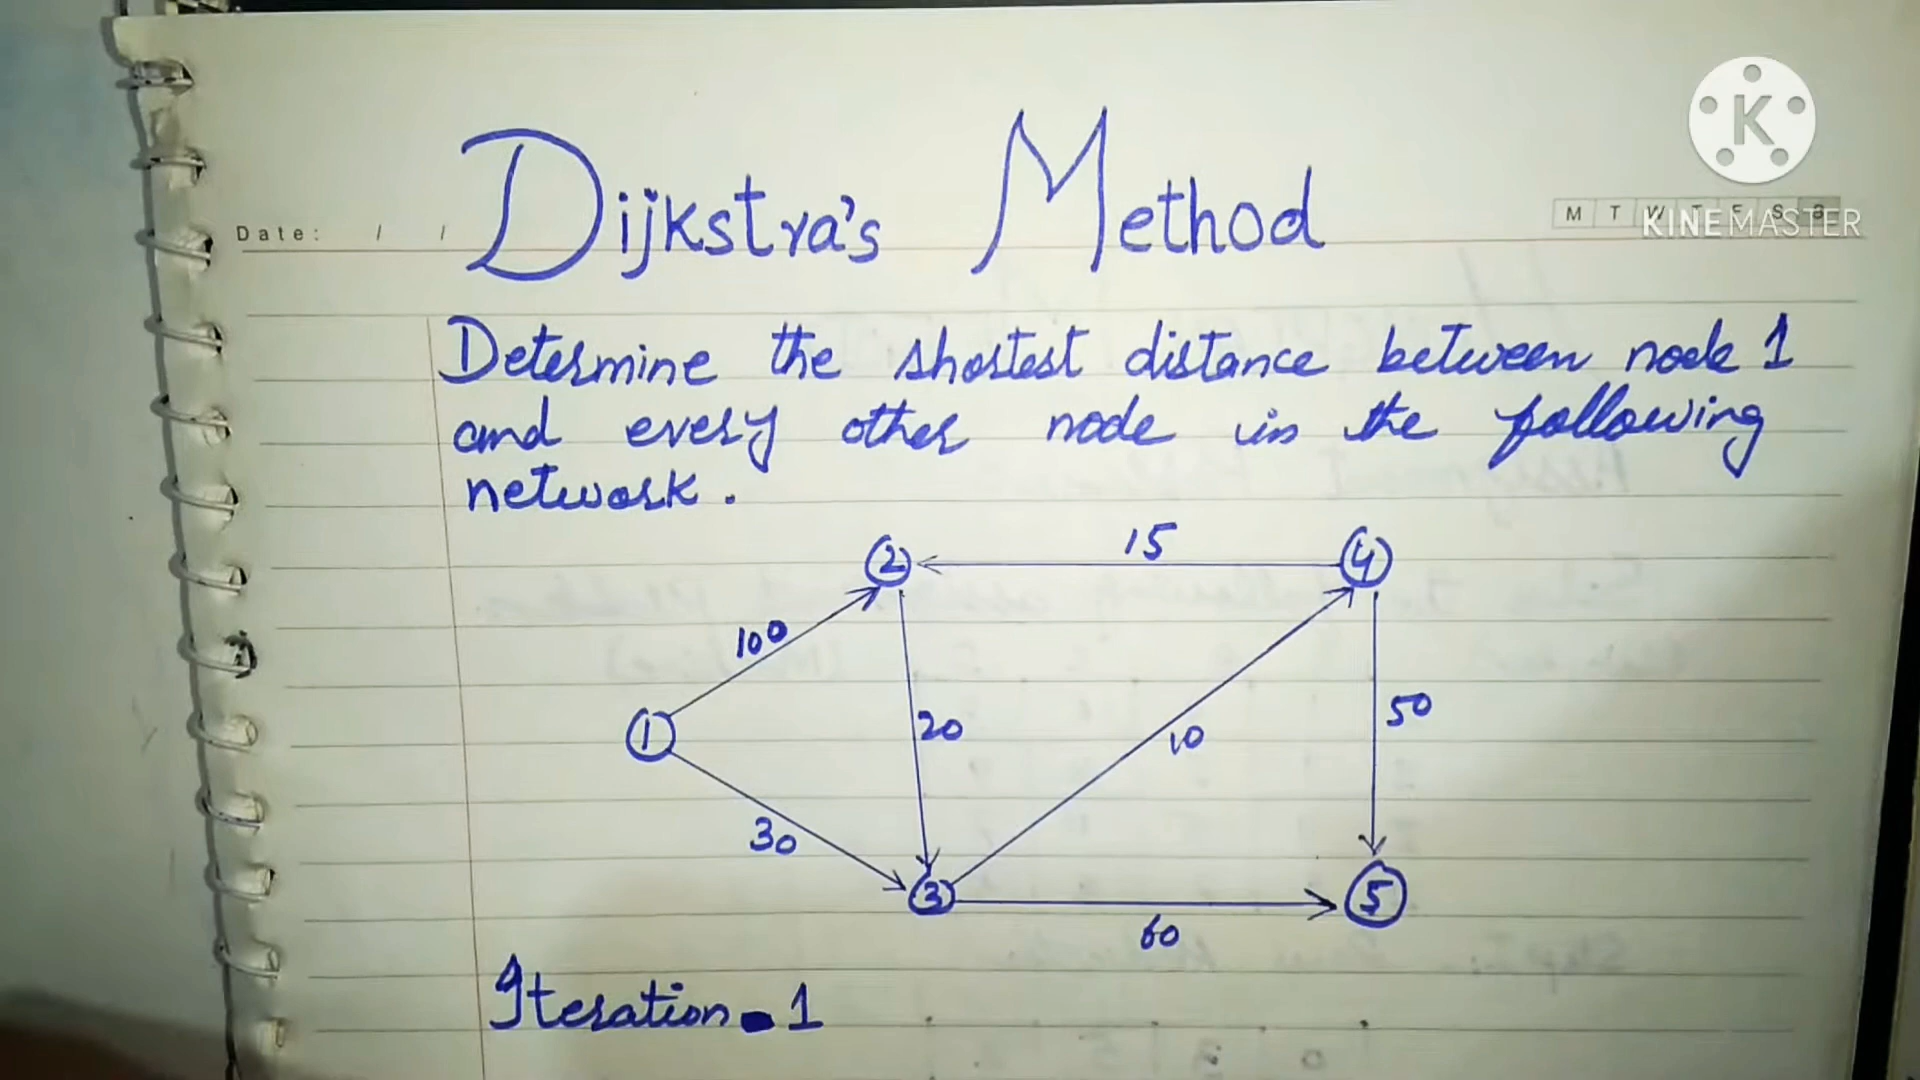 K
Dijkstra's Method
Date: / /
M T W T F S S
KINEMASTER
Determine the shortest distance between node 1
and every other node in the following
network.
15
2
4
100
1
20
10
50
30
3
5
60
Iteration - 1